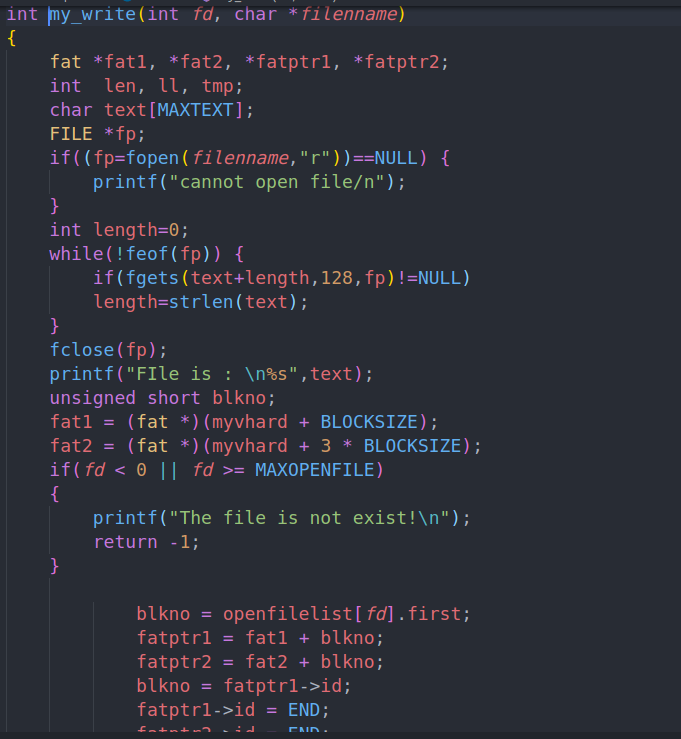 int my_write(int fd, char *filenname)
{
    fat *fat1, *fat2, *fatptr1, *fatptr2;
    int  len, ll, tmp;
    char text[MAXTEXT];
    FILE *fp;
    if((fp=fopen(filenname,"r"))==NULL) {
        printf("cannot open file/n");
    }
    int length=0;
    while(!feof(fp)) {
        if(fgets(text+length,128,fp)!=NULL)
        length=strlen(text);
    }
    fclose(fp);
    printf("FIle is : \n%s",text);
    unsigned short blkno;
    fat1 = (fat *)(myvhard + BLOCKSIZE);
    fat2 = (fat *)(myvhard + 3 * BLOCKSIZE);
    if(fd < 0 || fd >= MAXOPENFILE)
    {
        printf("The file is not exist!\n");
        return -1;
    }
            blkno = openfilelist[fd].first;
            fatptr1 = fat1 + blkno;
            fatptr2 = fat2 + blkno;
            blkno = fatptr1->id;
            fatptr1->id = END;